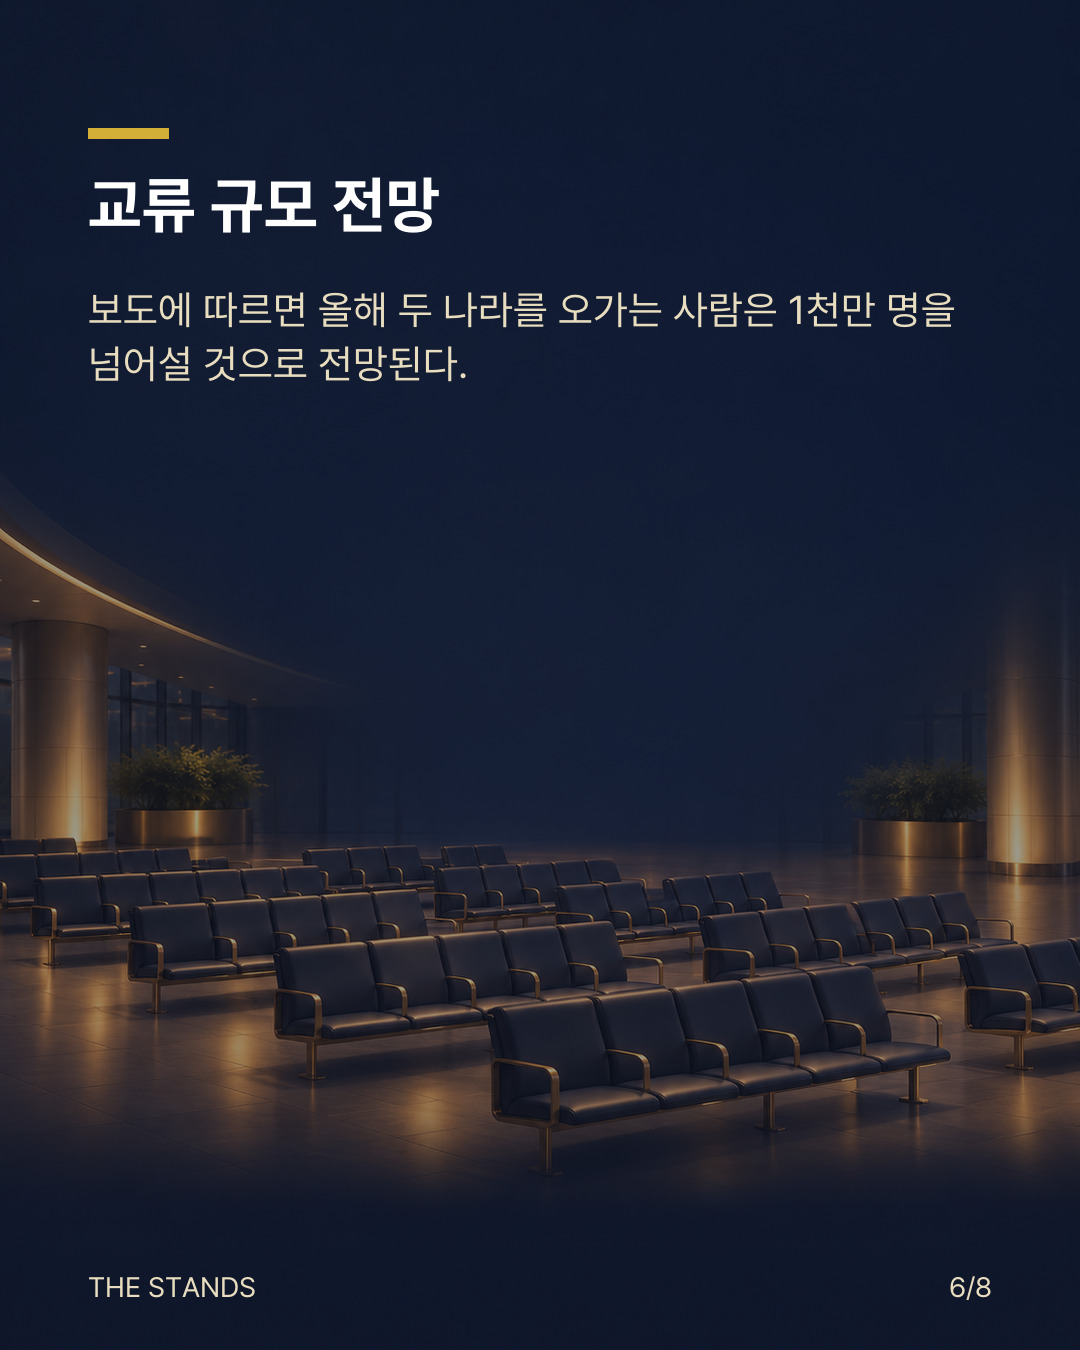 교류 규모 전망
보도에 따르면 올해 두 나라를 오가는 사람은 1천만 명을
넘어설 것으로 전망된다.
THE STANDS
6/8